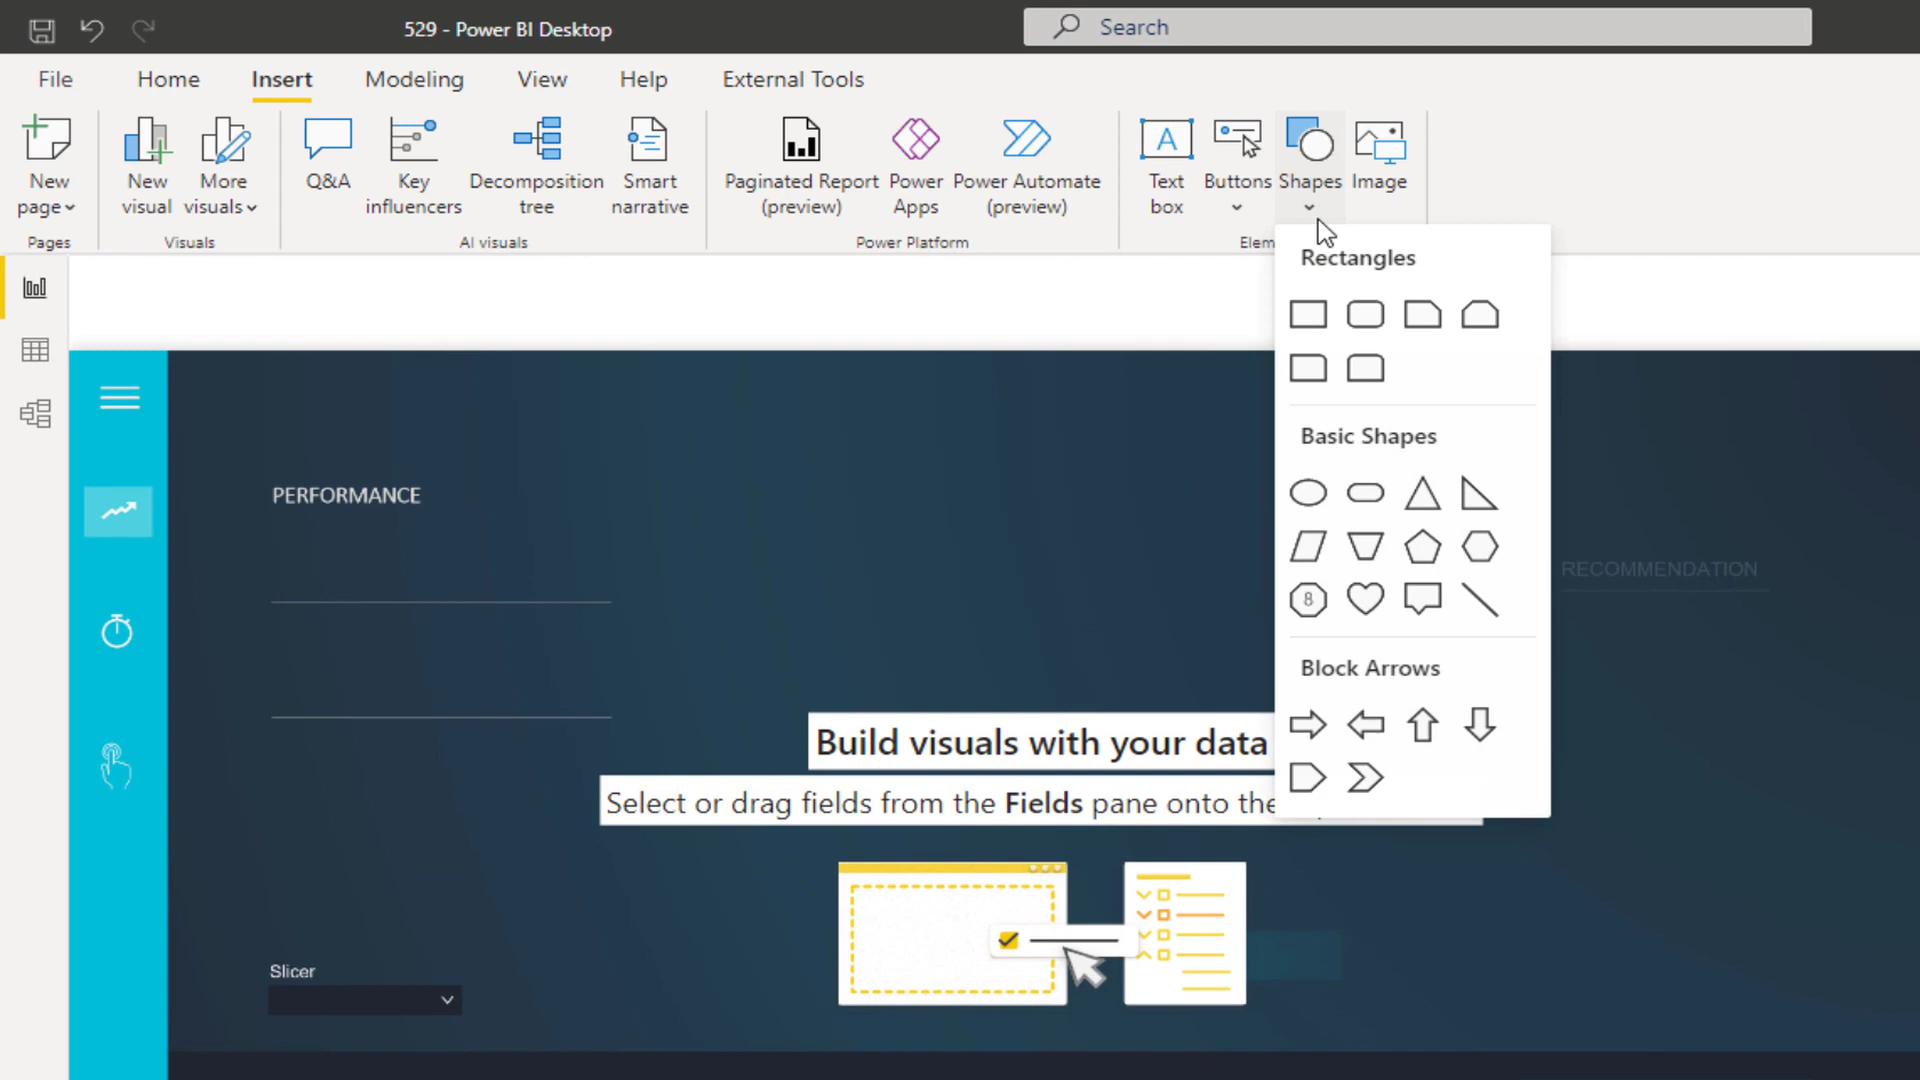 529 - Power BI Desktop
Search
File Home Insert Modeling View Help External Tools
New page
New visual
More visuals
Q&A
Key influencers
Decomposition tree
Smart narrative
Paginated Report (preview)
Power Apps
Power Automate (preview)
Text box
Buttons
Shapes
Image
Pages
Visuals
AI visuals
Power Platform
Elem
Rectangles
Basic Shapes
8
Block Arrows
PERFORMANCE
RECOMMENDATION
Build visuals with your data
Select or drag fields from the Fields pane onto the
Slicer